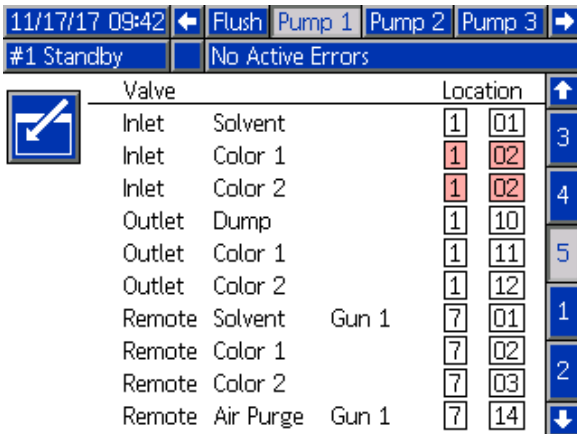 11/17/17 09:42 Flush Pump 1 Pump 2 Pump 3
#1 Standby No Active Errors
Valve Location
Inlet Solvent 1 01
Inlet Color 1 1 02
Inlet Color 2 1 02
Outlet Dump 1 10
Outlet Color 1 1 11
Outlet Color 2 1 12
Remote Solvent Gun 1 7 01
Remote Color 1 7 02
Remote Color 2 7 03
Remote Air Purge Gun 1 7 14
3
4
5
1
2